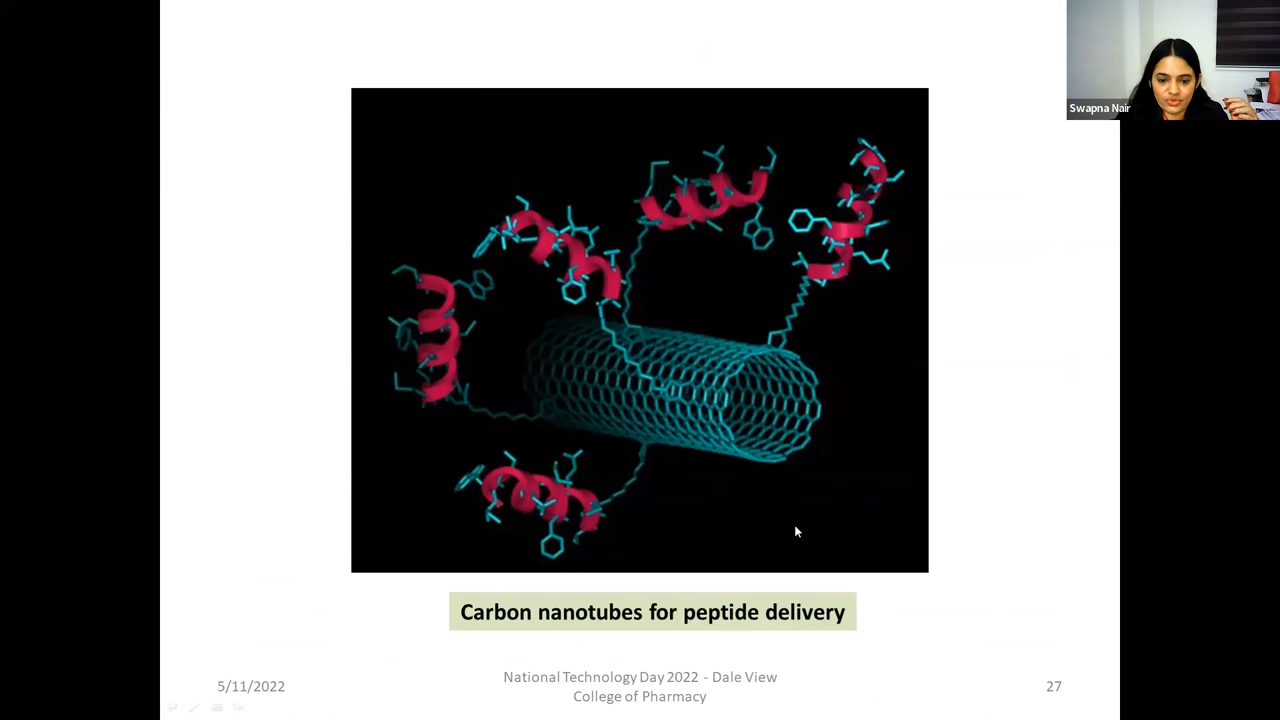 Swapna Nair
Carbon nanotubes for peptide delivery
5/11/2022
National Technology Day 2022 - Dale View
College of Pharmacy
27